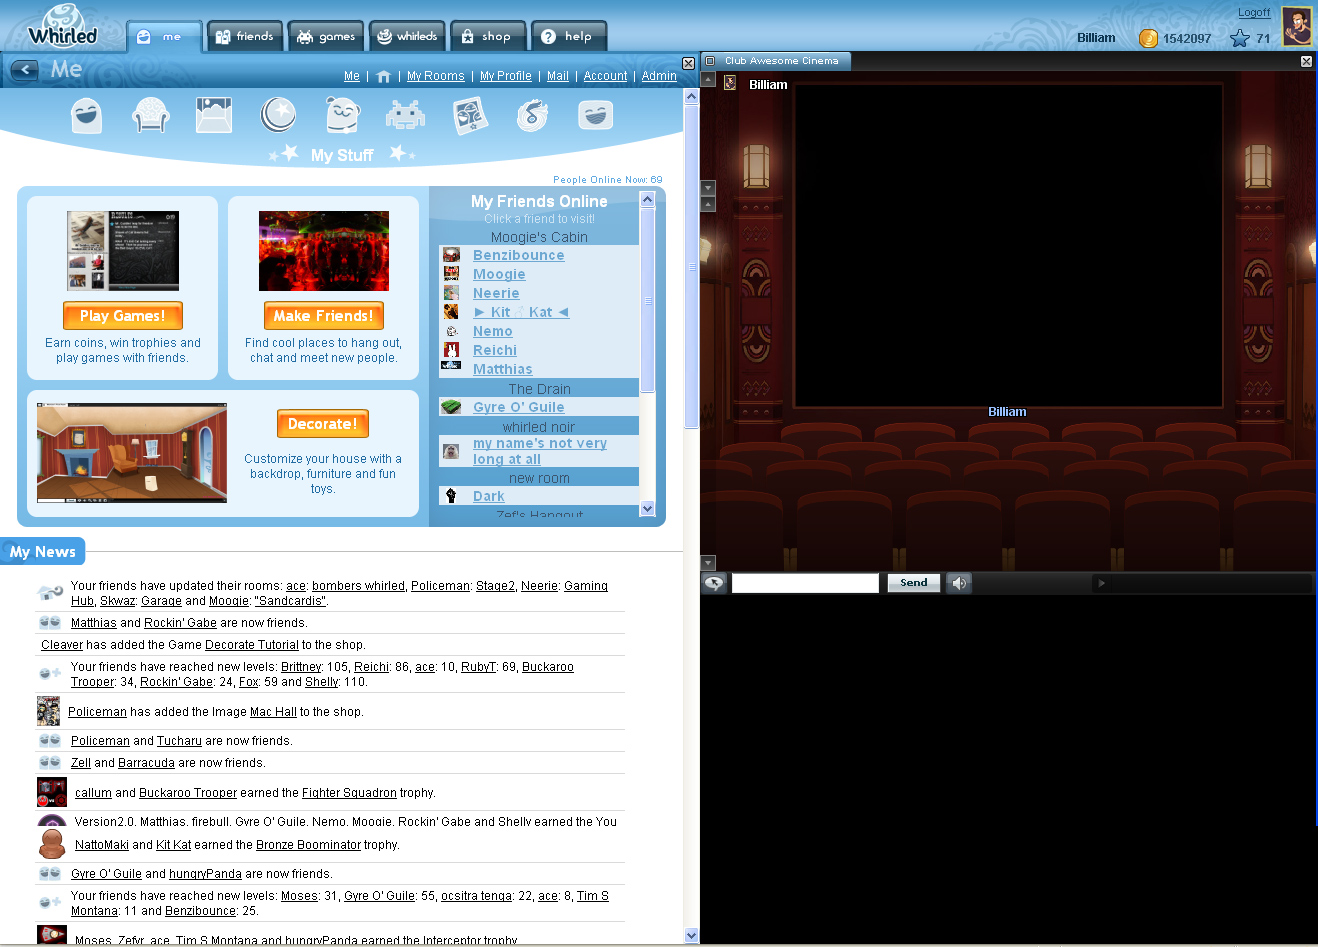 Whirled
me
friends
games
whirleds
shop
help
Logoff
Billiam
1542097
71
Me
Me | | My Rooms | My Profile | Mail | Account | Admin
Club Awesome Cinema
Billiam
My Stuff
People Online Now: 69
Play Games!
Earn coins, win trophies and
play games with friends.
Make Friends!
Find cool places to hang out,
chat and meet new people.
Decorate!
Customize your house with a
backdrop, furniture and fun
toys.
My Friends Online
Click a friend to visit!
Moogie's Cabin
Benzibounce
Moogie
Neerie
► Kit Kat ◄
Nemo
Reichi
Matthias
The Drain
Gyre O' Guile
whirled noir
my name's not very
long at all
new room
Dark
Zef's Hangout
Billiam
Send
My News
Your friends have updated their rooms: ace: bombers whirled, Policeman: Stage2, Neerie: Gaming
Hub, Skwaz: Garage and Moogie: "Sandcardis".
Matthias and Rockin' Gabe are now friends.
Cleaver has added the Game Decorate Tutorial to the shop.
Your friends have reached new levels: Brittney: 105, Reichi: 86, ace: 10, RubyT: 69, Buckaroo
Trooper: 34, Rockin' Gabe: 24, Fox: 59 and Shelly: 110.
Policeman has added the Image Mac Hall to the shop.
Policeman and Tucharu are now friends.
Zell and Barracuda are now friends.
callum and Buckaroo Trooper earned the Fighter Squadron trophy.
Version2.0, Matthias, firebull, Gyre O' Guile, Nemo, Moogie, Rockin' Gabe and Shelly earned the You
NattoMaki and Kit Kat earned the Bronze Boominator trophy.
Gyre O' Guile and hungryPanda are now friends.
Your friends have reached new levels: Moses: 31, Gyre O' Guile: 55, ocsitra tenga: 22, ace: 8, Tim S
Montana: 11 and Benzibounce: 25.
Moses, Zefyr, ace, Tim S Montana and hungryPanda earned the Interceptor trophy.